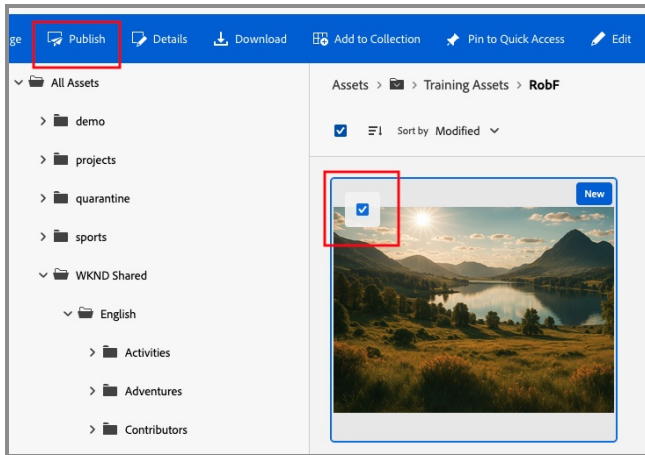 ge Publish Details Download Add to Collection Pin to Quick Access Edit
All Assets
demo
projects
quarantine
sports
WKND Shared
English
Activities
Adventures
Contributors
Assets > > Training Assets > RobF
Sort by Modified
New